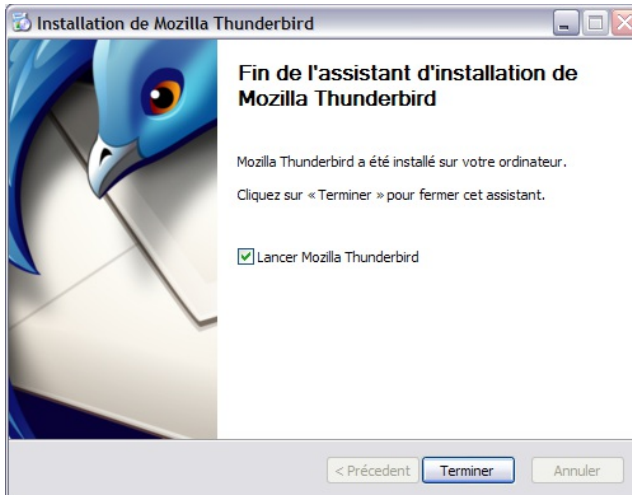 Installation de Mozilla Thunderbird
Fin de l'assistant d'installation de
Mozilla Thunderbird
Mozilla Thunderbird a été installé sur votre ordinateur.
Cliquez sur « Terminer » pour fermer cet assistant.
Lancer Mozilla Thunderbird
< Précedent Terminer Annuler